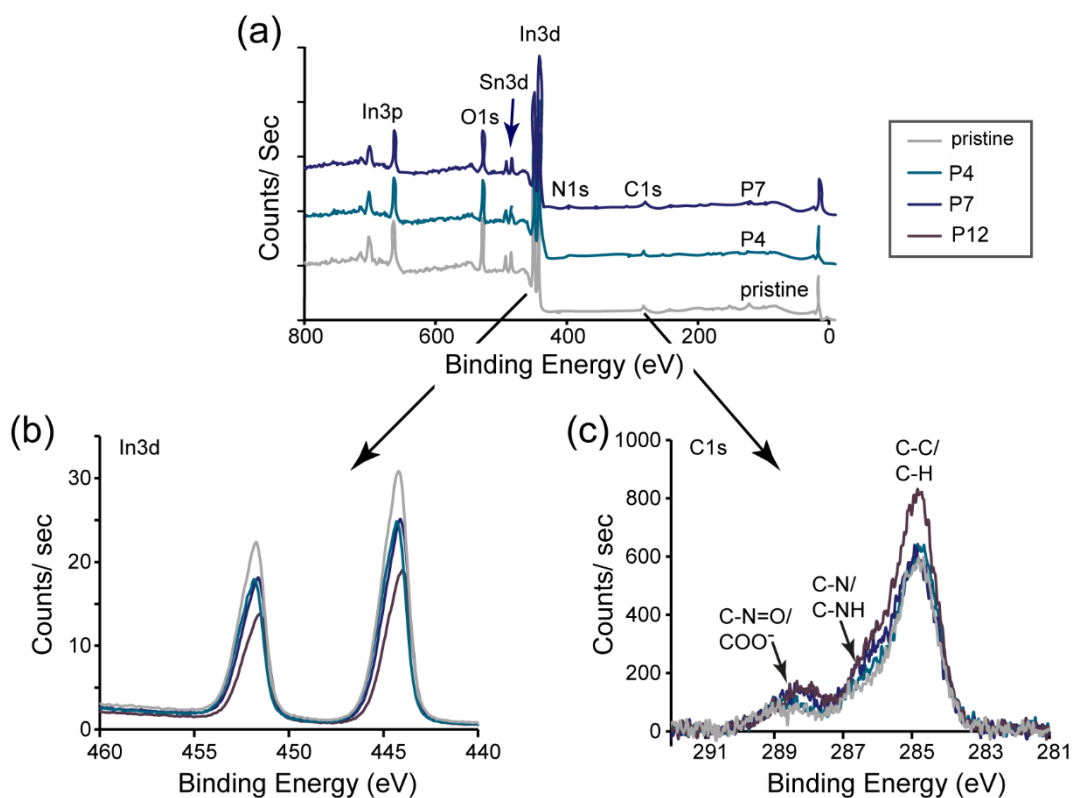 (a)
In3d
Sn3d
In3p
O1s
N1s
C1s
P7
P4
pristine
Counts/ Sec
800
600
400
200
0
Binding Energy (eV)
pristine
P4
P7
P12
(b)
In3d
30
20
10
0
Counts/ sec
460
455
450
445
440
Binding Energy (eV)
(c)
C1s
1000
800
600
400
200
0
Counts/ sec
C-C/
C-H
C-N/
C-NH
C-N=O/
COO⁻
291
289
287
285
283
281
Binding Energy (eV)